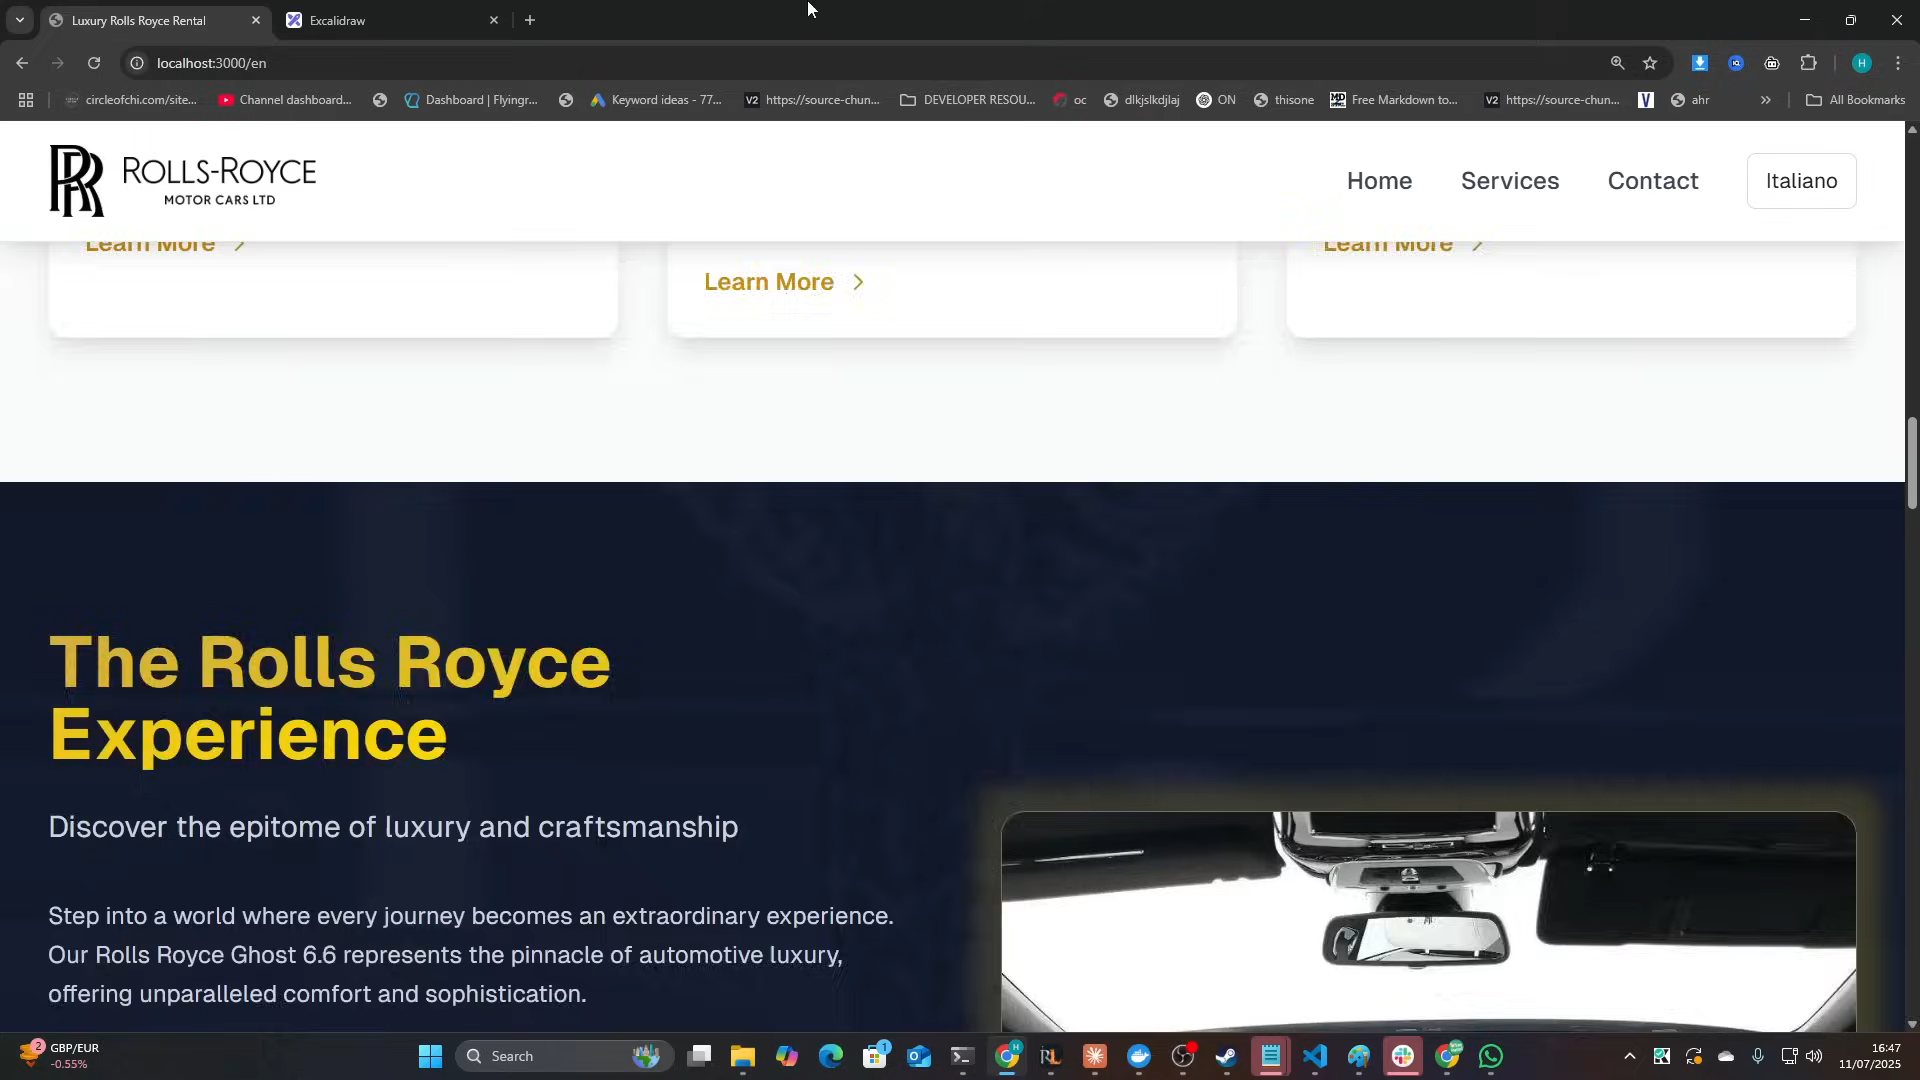 Luxury Rolls Royce Rental
Excalidraw
localhost:3000/en
circleofchi.com/site...
Channel dashboard...
Dashboard | Flyingr...
Keyword ideas - 77...
https://source-chun...
DEVELOPER RESOU...
oc
dlkjslkdjlaj
ON
thisone
Free Markdown to...
https://source-chun...
ahr
All Bookmarks
ROLLS-ROYCE
MOTOR CARS LTD
Home
Services
Contact
Italiano
Learn More
Learn More
Learn More
The Rolls Royce
Experience
Discover the epitome of luxury and craftsmanship
Step into a world where every journey becomes an extraordinary experience.
Our Rolls Royce Ghost 6.6 represents the pinnacle of automotive luxury,
offering unparalleled comfort and sophistication.
2
GBP/EUR
-0.55%
Search
1
16:47
11/07/2025